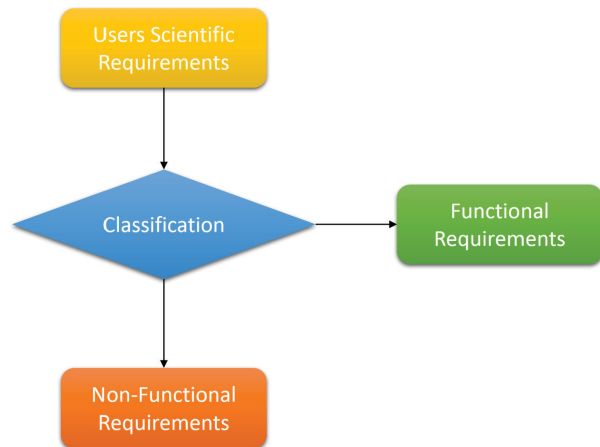 Users Scientific
Requirements
Classification
Functional
Requirements
Non-Functional
Requirements